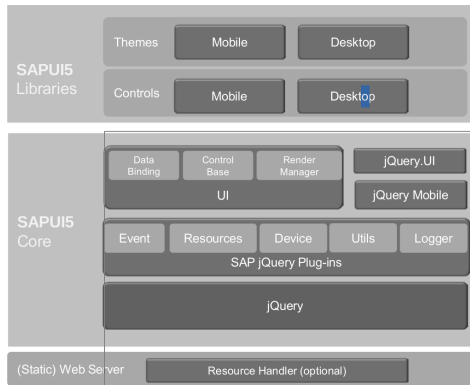 SAPUI5
Libraries
Themes
Mobile
Desktop
Controls
Mobile
Desktop
SAPUI5
Core
Data
Binding
Control
Base
Render
Manager
UI
jQuery.UI
jQuery Mobile
Event
Resources
Device
Utils
Logger
SAP jQuery Plug-ins
jQuery
(Static) Web Server
Resource Handler (optional)